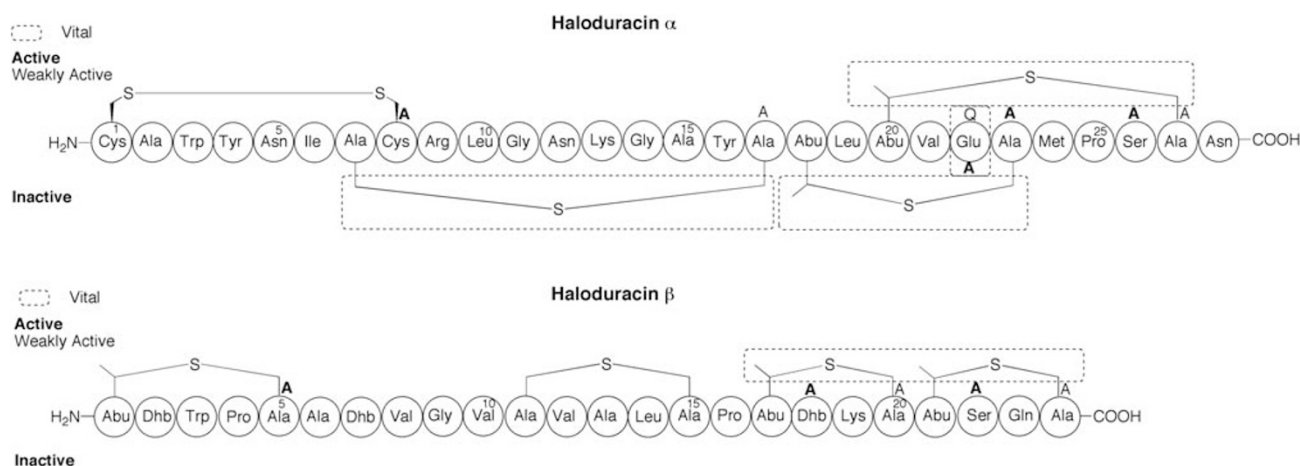 Haloduracin α
Vital
Active
Weakly Active
S S S
A A Q A A A
H₂N Cys 1 Ala Trp Tyr Asn 5 Ile Ala Cys Arg Leu 10 Gly Asn Lys Gly Ala 15 Tyr Ala Abu Leu Abu 20 Val Glu Ala Met Pro 25 Ser Ala Asn COOH
A
Inactive
S S
Haloduracin β
Vital
Active
Weakly Active
S S S S
A A A A A
H₂N Abu Dhb Trp Pro Ala 5 Ala Dhb Val Gly Val 10 Ala Val Ala Leu Ala 15 Pro Abu Dhb Lys Ala 20 Abu Ser Gln Ala COOH
Inactive